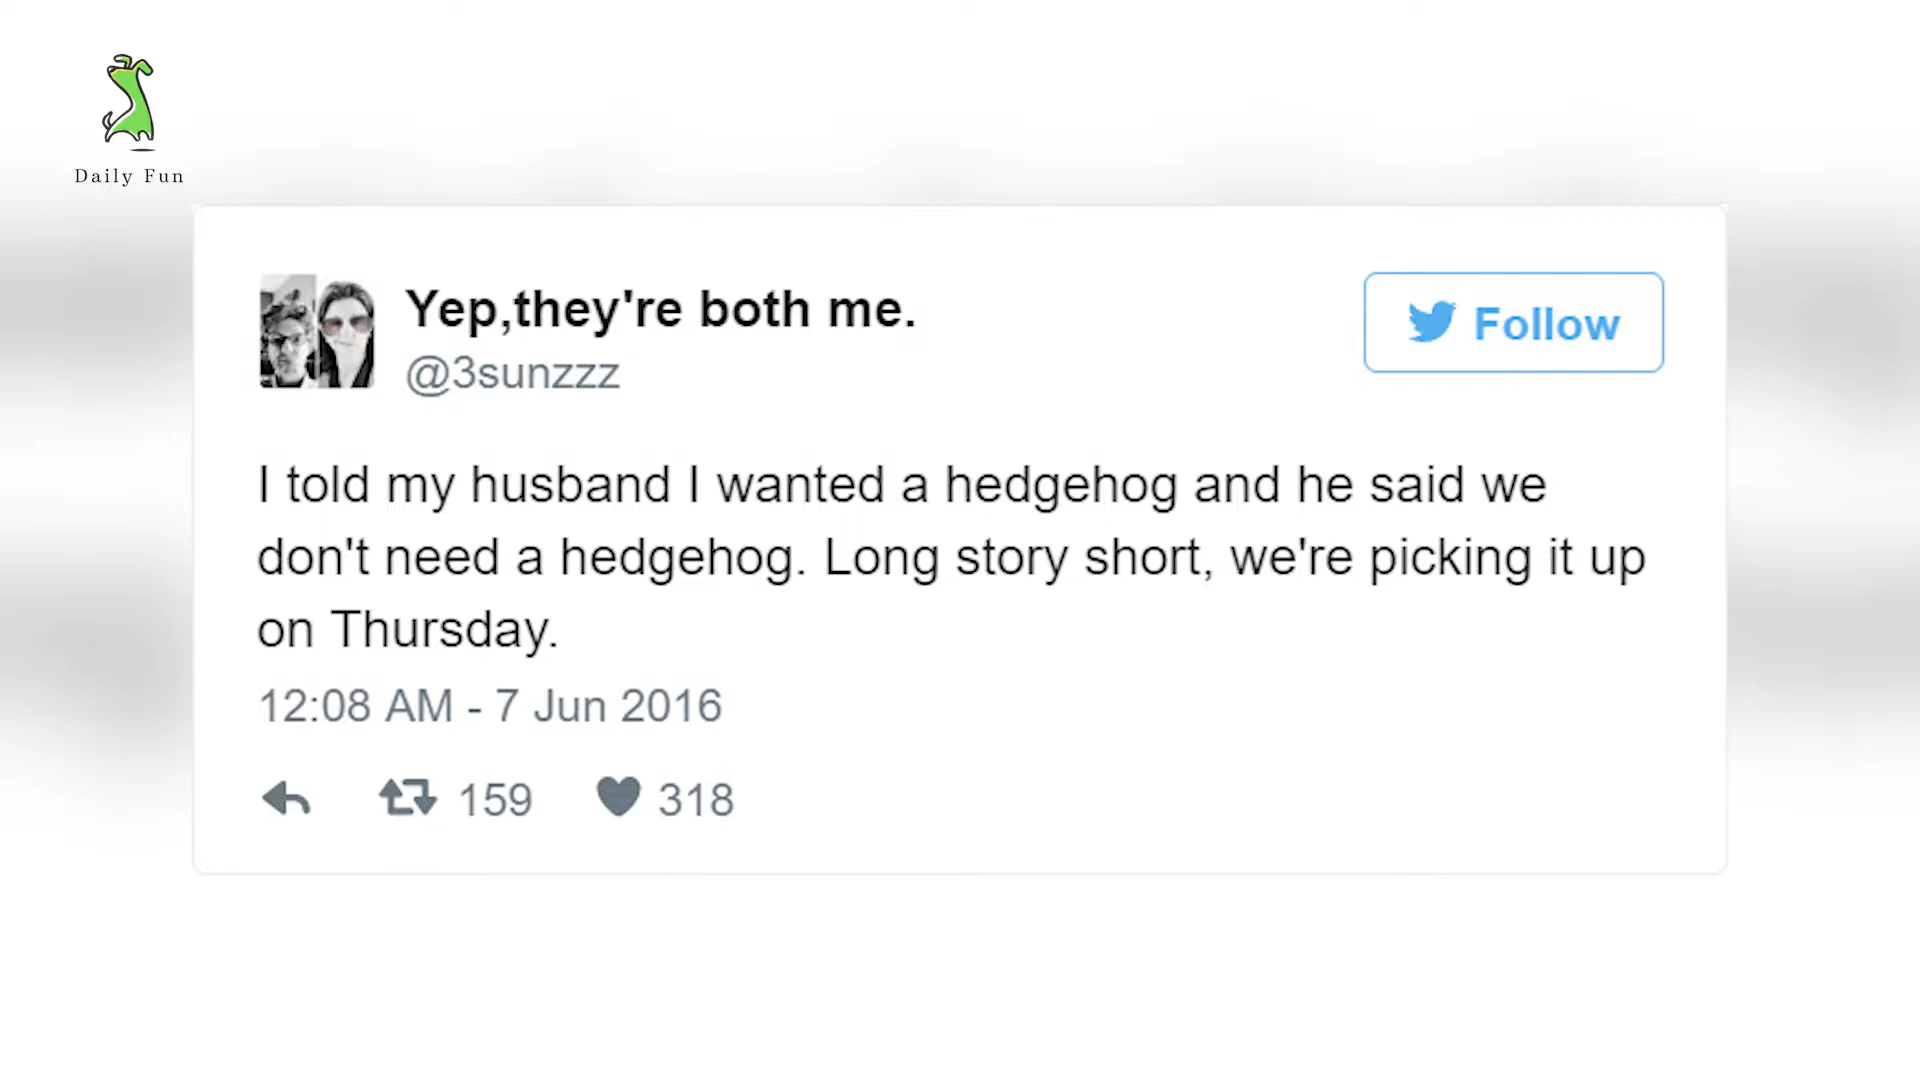 Daily Fun
Yep,they're both me.
@3sunzzz
Follow
I told my husband I wanted a hedgehog and he said we
don't need a hedgehog. Long story short, we're picking it up
on Thursday.
12:08 AM - 7 Jun 2016
159 318